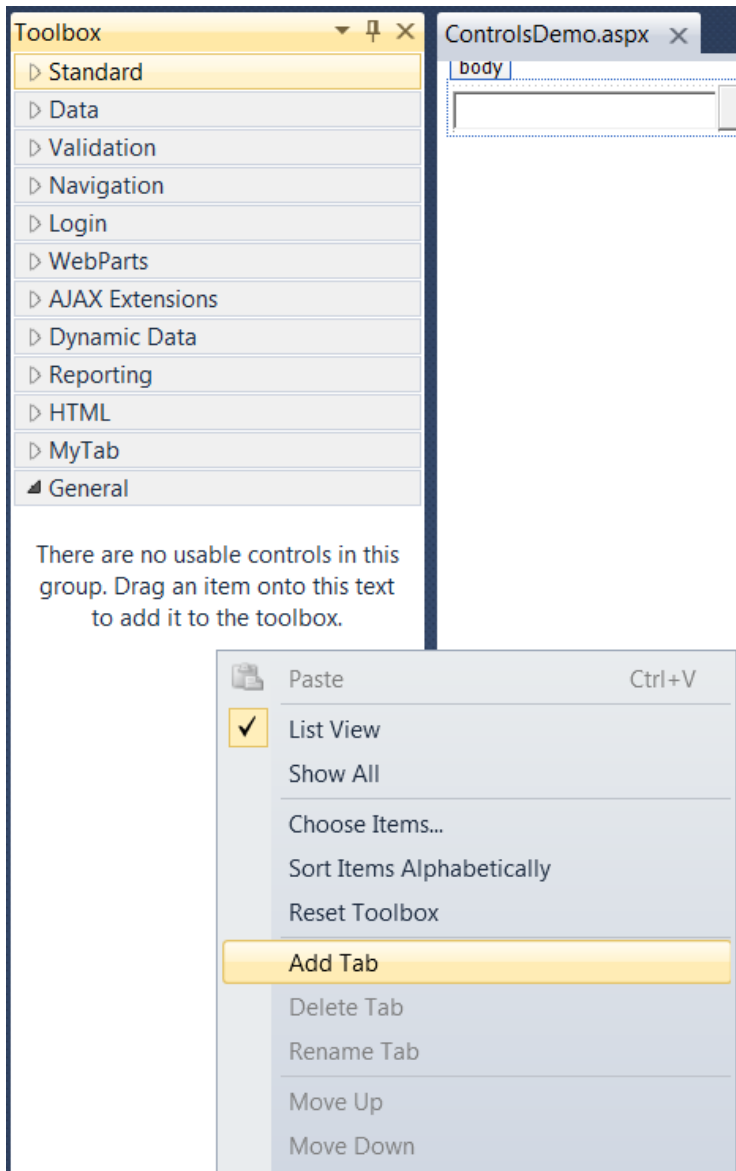 Toolbox
ControlsDemo.aspx
body
Standard
Data
Validation
Navigation
Login
WebParts
AJAX Extensions
Dynamic Data
Reporting
HTML
MyTab
General
There are no usable controls in this
group. Drag an item onto this text
to add it to the toolbox.
Paste Ctrl+V
List View
Show All
Choose Items...
Sort Items Alphabetically
Reset Toolbox
Add Tab
Delete Tab
Rename Tab
Move Up
Move Down